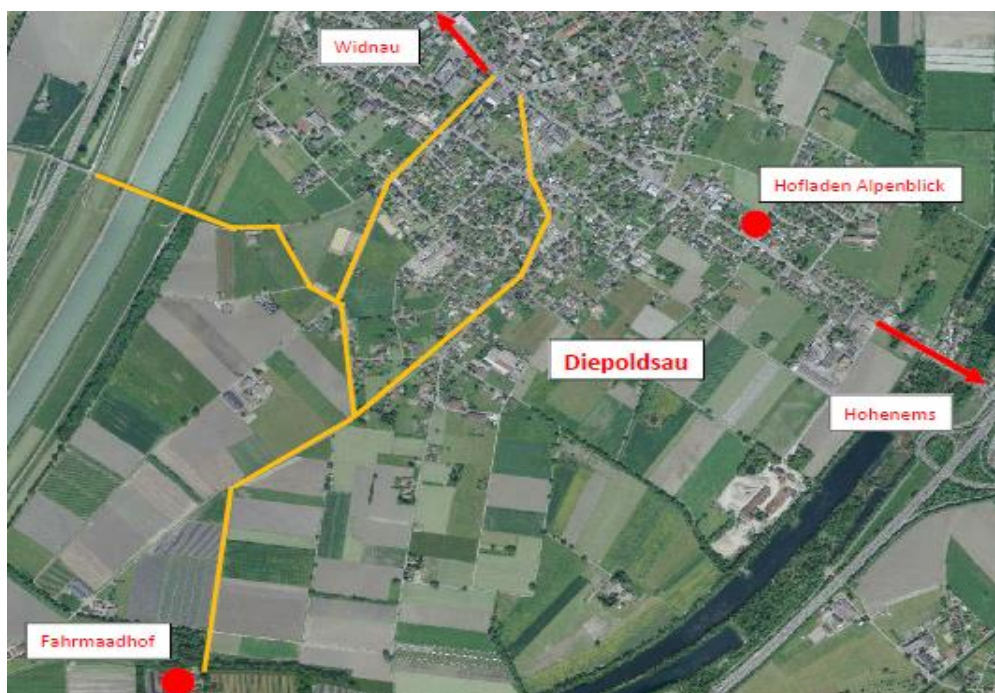 Widnau
Hofladen Alpenblick
Diepoldsau
Hohenems
Fahrmaadhof